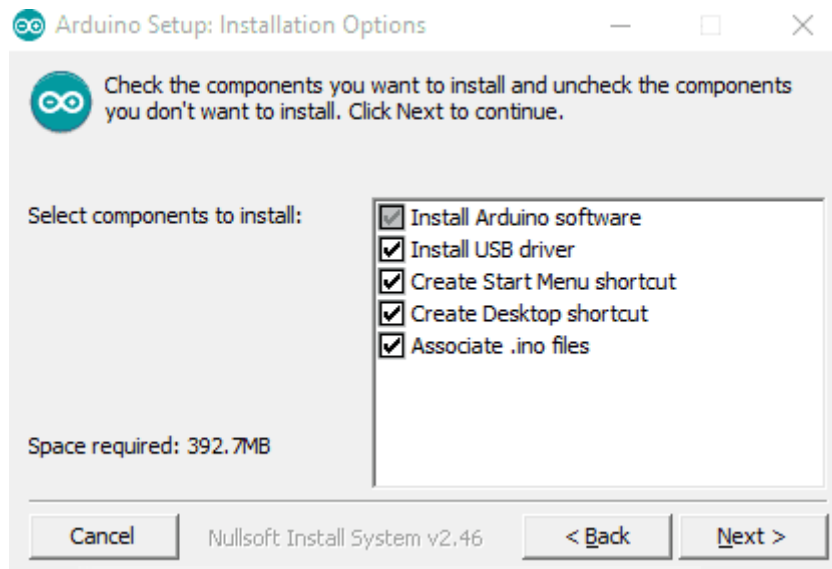 Arduino Setup: Installation Options
Check the components you want to install and uncheck the components
you don't want to install. Click Next to continue.
Select components to install:
Install Arduino software
Install USB driver
Create Start Menu shortcut
Create Desktop shortcut
Associate .ino files
Space required: 392.7MB
Cancel
Nullsoft Install System v2.46
< Back
Next >